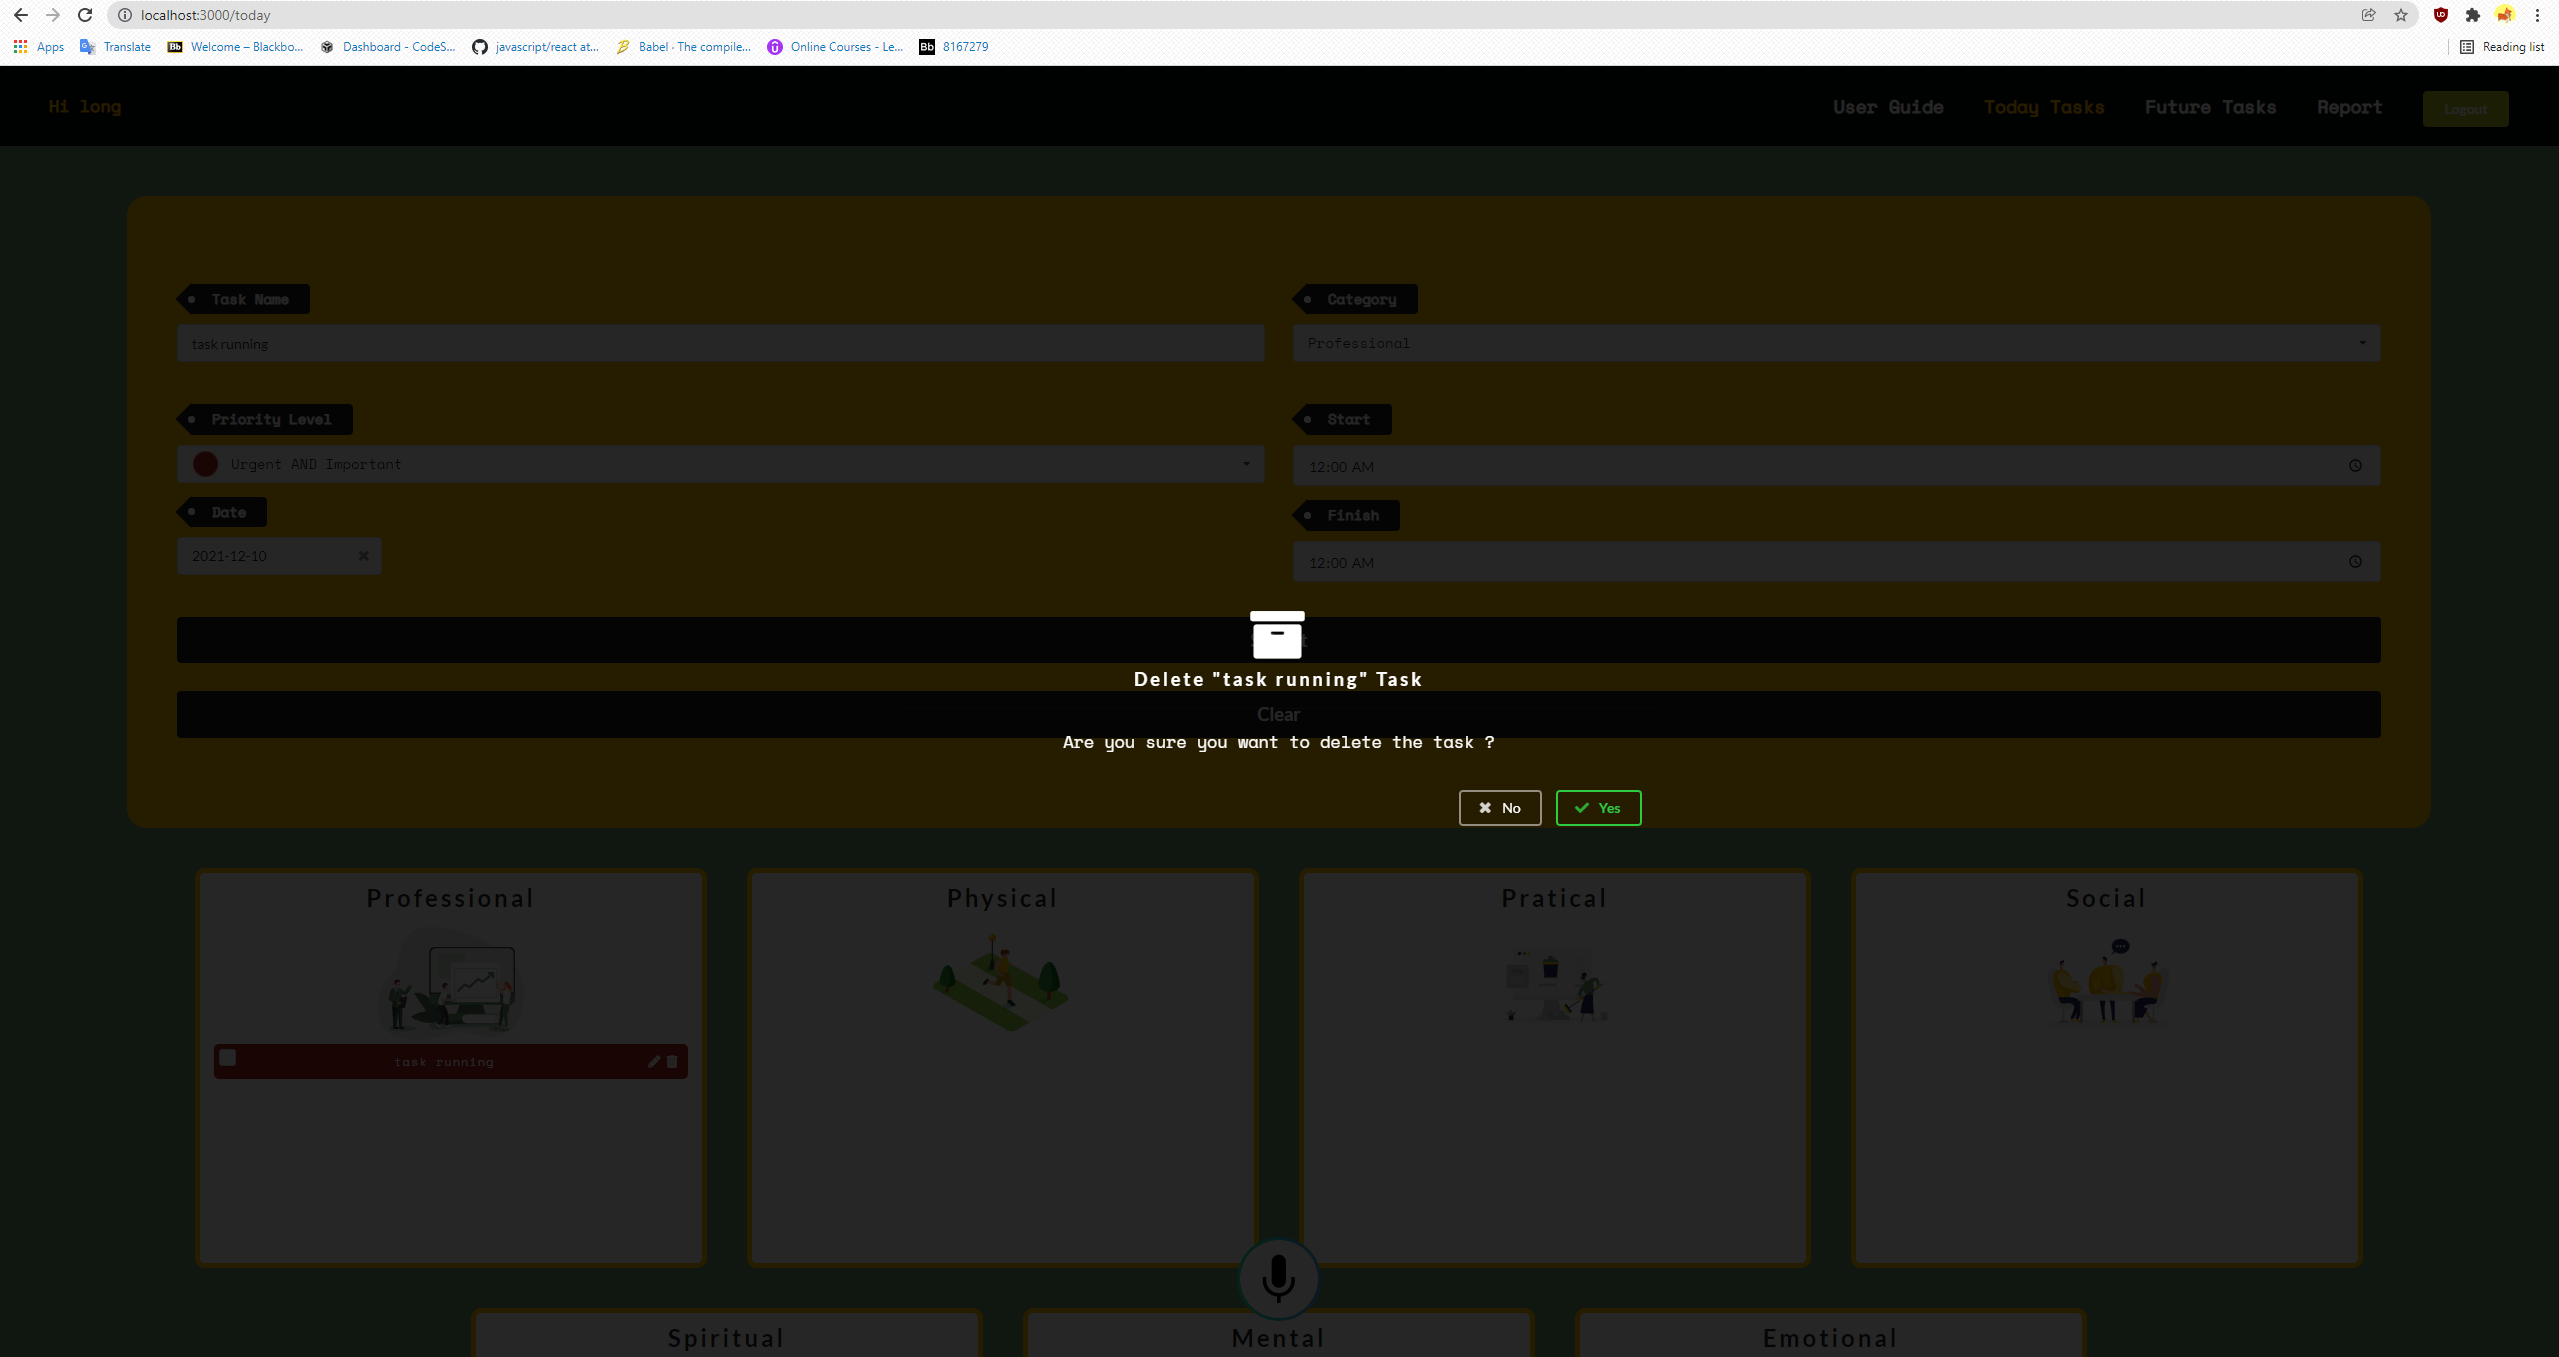 localhost:3000/today
Apps
Translate
Bb
Welcome – Blackbo...
Dashboard - CodeS...
javascript/react at...
Babel · The compile...
Online Courses - Le...
Bb
8167279
Reading list
Hi long
User Guide
Today Tasks
Future Tasks
Report
Logout
Task Name
Category
task running
Professional
Priority Level
Start
Urgent AND Important
12:00 AM
Date
Finish
2021-12-10
12:00 AM
Delete "task running" Task
Clear
Are you sure you want to delete the task ?
No
Yes
Professional
Physical
Pratical
Social
task running
Spiritual
Mental
Emotional